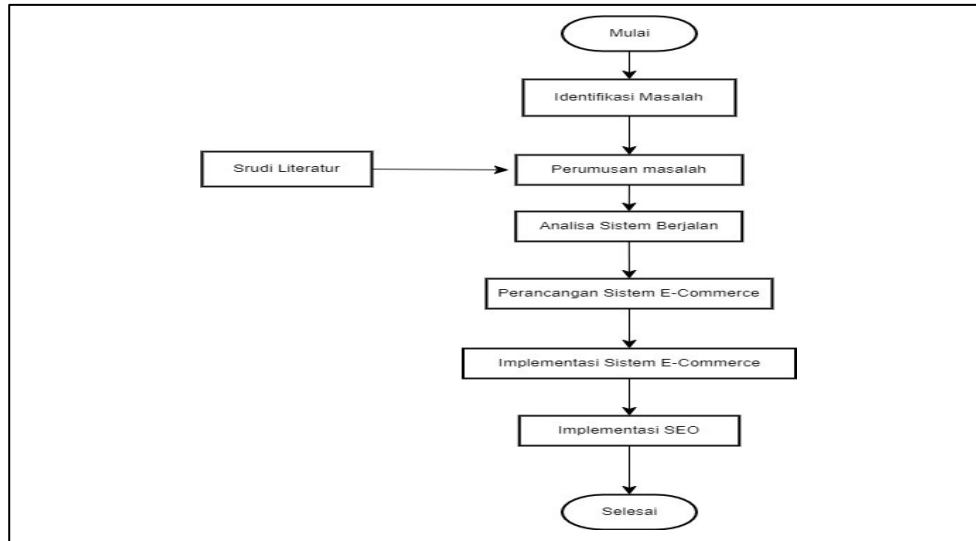 Mulai
Identifikasi Masalah
Srudi Literatur
Perumusan masalah
Analisa Sistem Berjalan
Perancangan Sistem E-Commerce
Implementasi Sistem E-Commerce
Implementasi SEO
Selesai